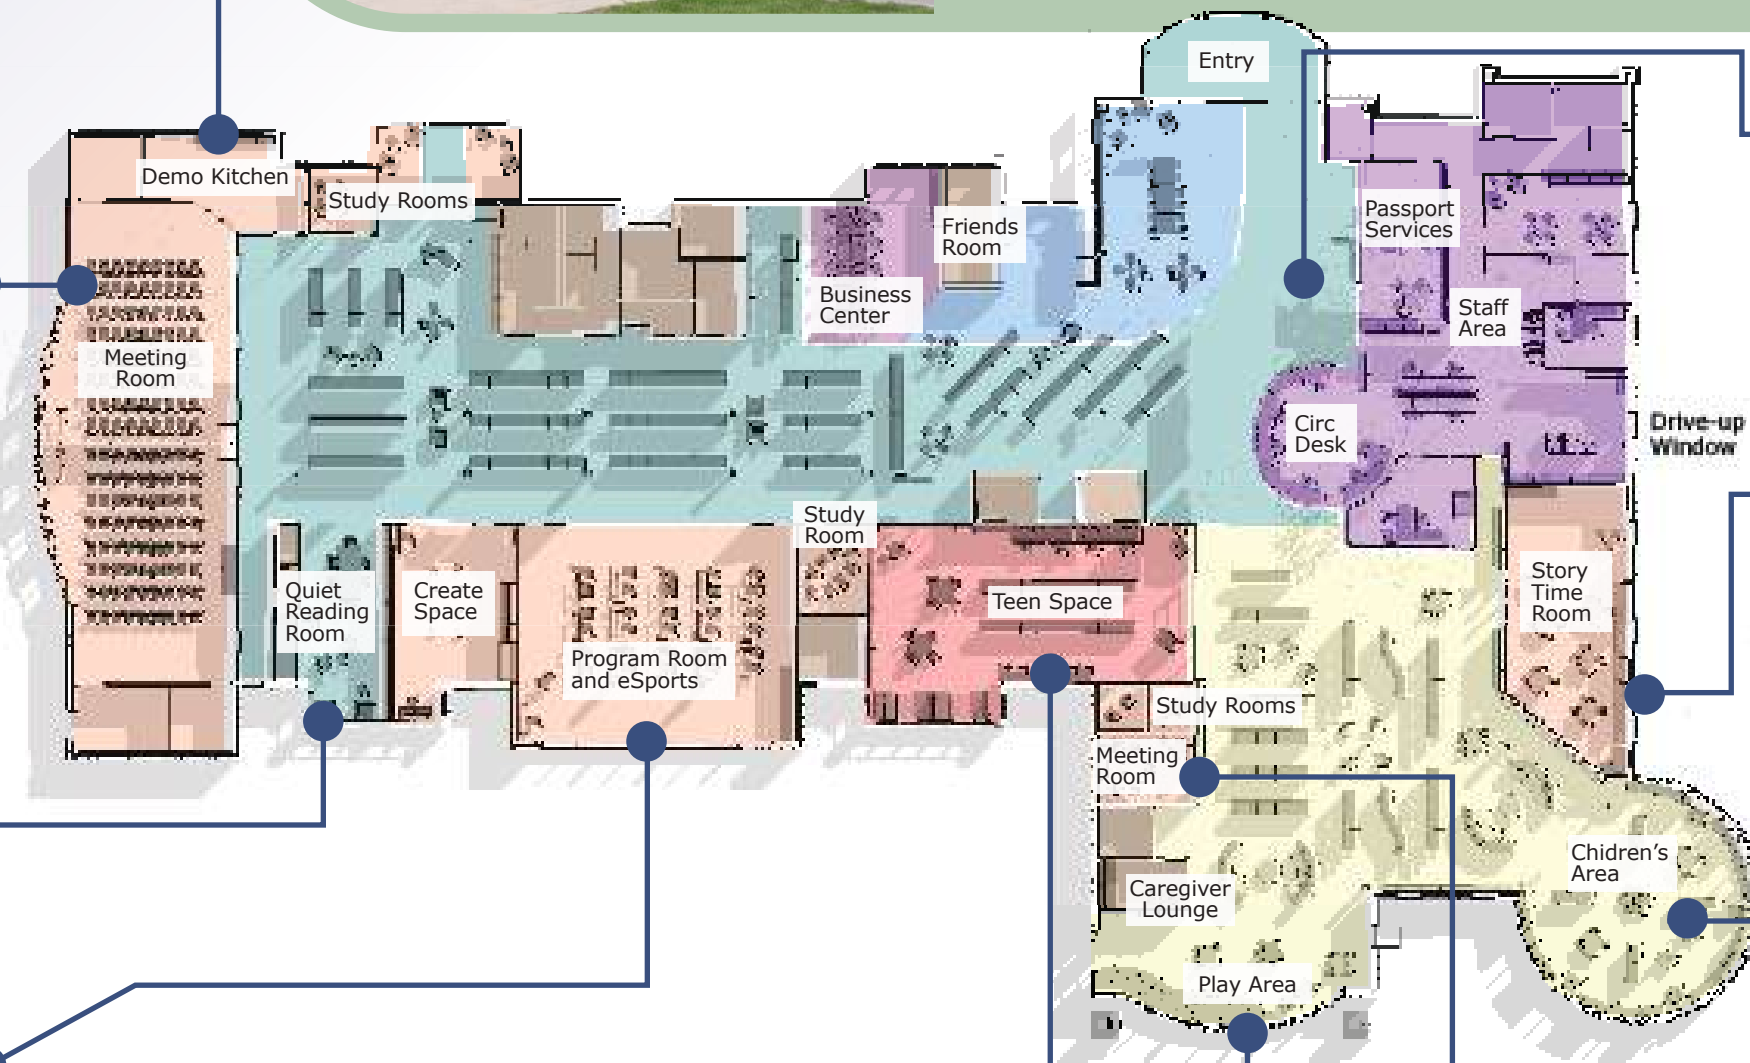 Entry
Demo Kitchen
Study Rooms
Passport
Services
Friends
Room
Business
Center
Staff
Area
Meeting
Room
Circ
Desk
Drive-up
Window
Study
Room
Quiet
Reading
Room
Create
Space
Teen Space
Story
Time
Room
Program Room
and eSports
Study Rooms
Meeting
Room
Chidren's
Area
Caregiver
Lounge
Play Area